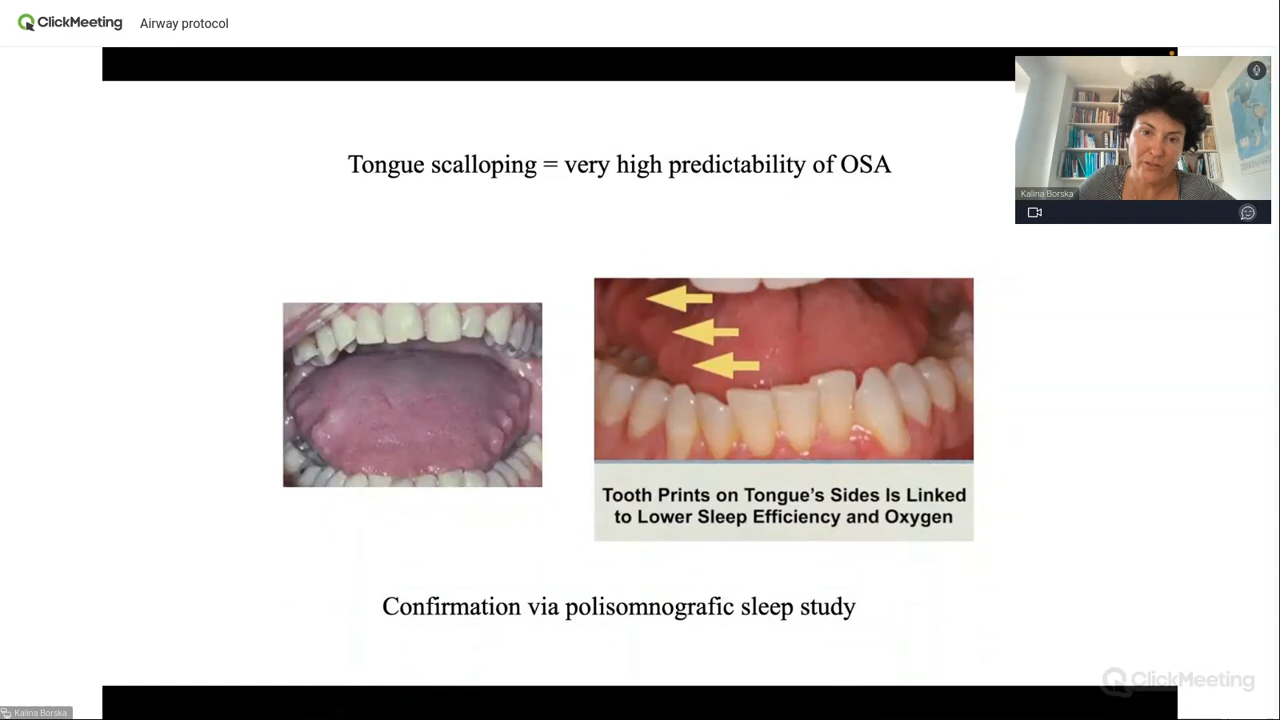 ClickMeeting
Airway protocol
Tongue scalloping = very high predictability of OSA
Kalina Borska
Tooth Prints on Tongue's Sides Is Linked
to Lower Sleep Efficiency and Oxygen
Confirmation via polisomnografic sleep study
ClickMeeting
Kalina Borska